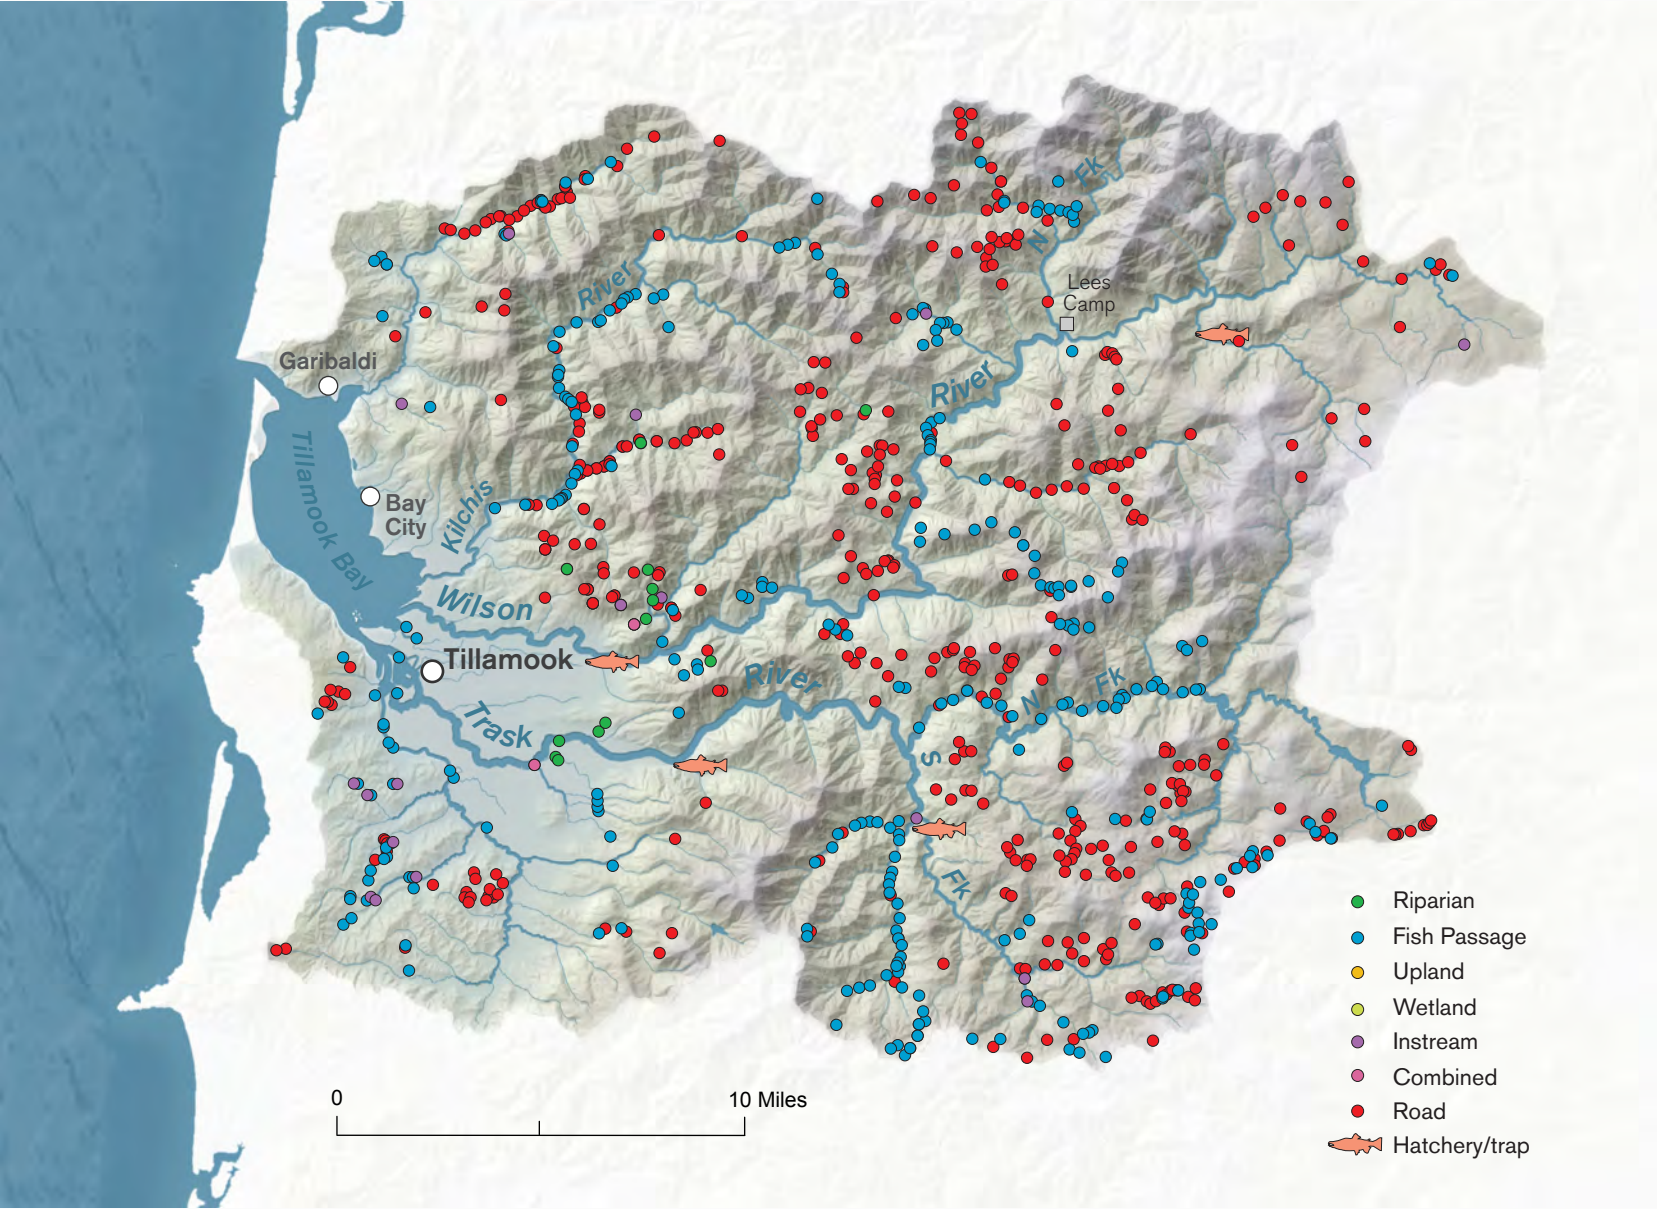 N Fk
River
Lees
Camp
Garibaldi
River
Tillamook Bay
Bay
City
Kilchis
Wilson
Tillamook
River
N Fk
Trask
S Fk
Riparian
Fish Passage
Upland
Wetland
Instream
Combined
Road
Hatchery/trap
0
10 Miles